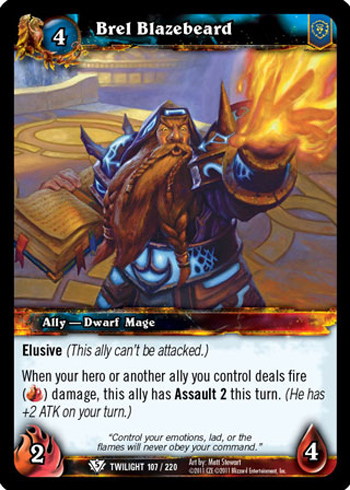 4
Brel Blazebeard
Ally — Dwarf Mage
Elusive (This ally can't be attacked.)
When your hero or another ally you control deals fire
() damage, this ally has Assault 2 this turn. (He has
+2 ATK on your turn.)
"Control your emotions, lad, or the
flames will never obey your command."
2
TWILIGHT 107 / 220
Art by: Matt Stewart
©2011 CZE ©2011 Blizzard Entertainment, Inc.
4